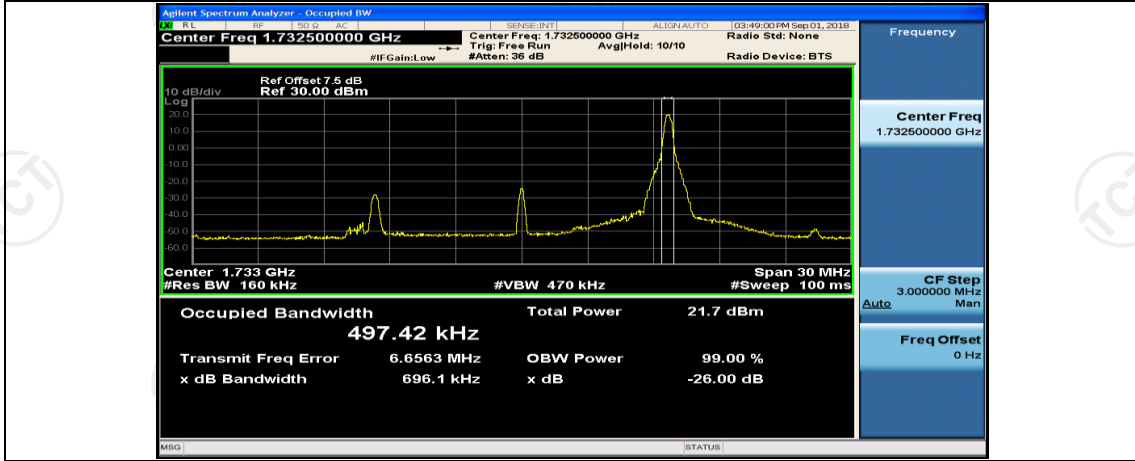 Agilent Spectrum Analyzer - Occupied BW
LXI RL RF 50 Ω AC SENSE:INT ALIGN AUTO 03:49:00 PM Sep 01, 2018
Center Freq 1.732500000 GHz
Center Freq: 1.732500000 GHz
Radio Std: None
Trig: Free Run Avg|Hold: 10/10
#IFGain:Low
#Atten: 36 dB
Radio Device: BTS
Ref Offset 7.5 dB
10 dB/div Ref 30.00 dBm
Log
20.0
10.0
0.00
-10.0
-20.0
-30.0
-40.0
-50.0
-60.0
Center 1.733 GHz
Span 30 MHz
#Res BW 160 kHz
#VBW 470 kHz
#Sweep 100 ms
Occupied Bandwidth
Total Power 21.7 dBm
497.42 kHz
Transmit Freq Error 6.6563 MHz
OBW Power 99.00 %
x dB Bandwidth 696.1 kHz
x dB -26.00 dB
MSG
STATUS
Frequency
Center Freq
1.732500000 GHz
CF Step
3.000000 MHz
Auto Man
Freq Offset
0 Hz
TCT
TCT